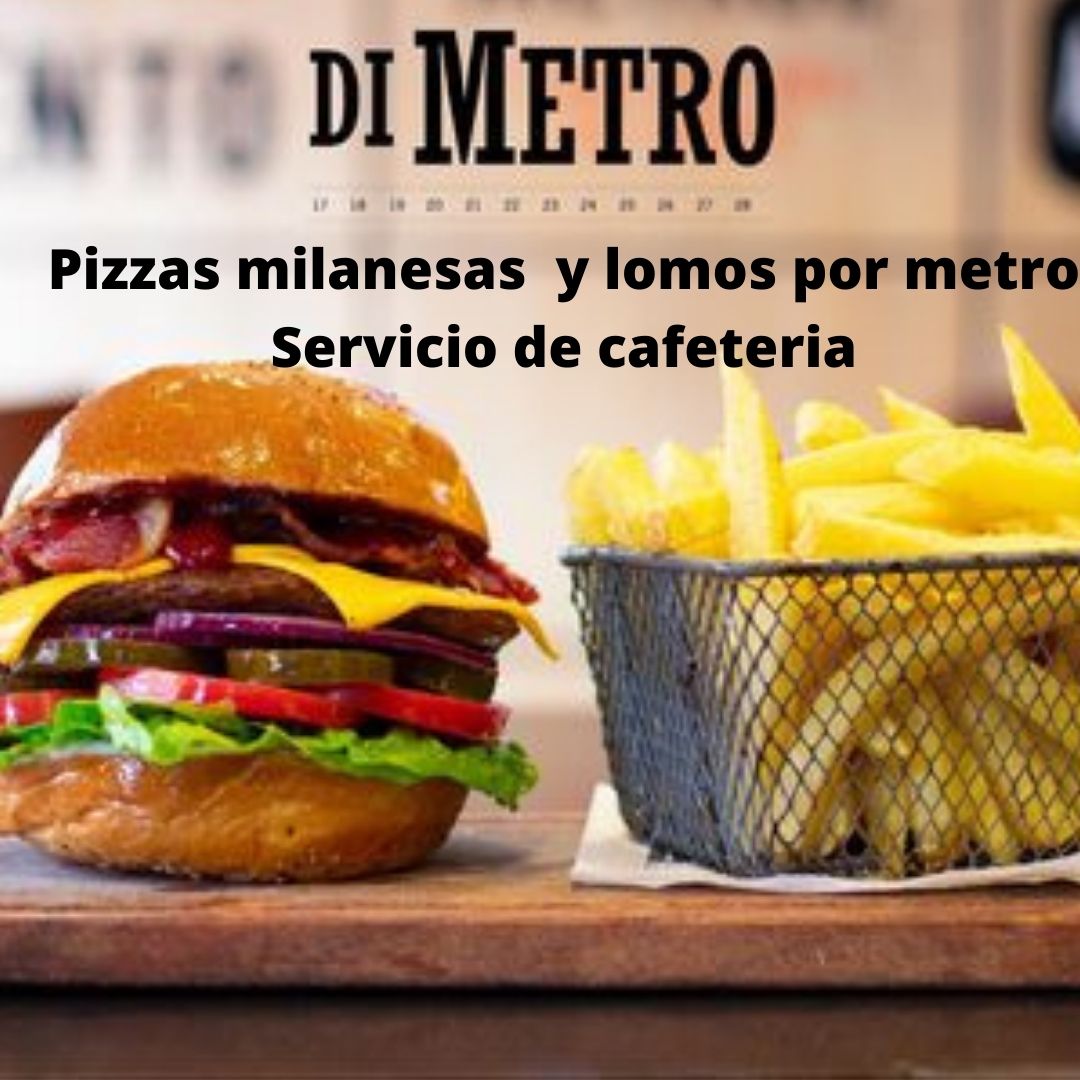 DI METRO
17 18 19 20 21 22 23 24 25 26 27 28
Pizzas milanesas y lomos por metro
Servicio de cafeteria